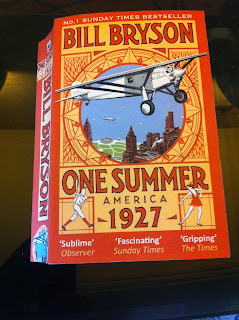 No.1 SUNDAY TIMES BESTSELLER
BILL BRYSON
ONE SUMMER
AMERICA
1927
'Sublime'
Observer
'Fascinating'
Sunday Times
'Gripping'
The Times
BILL BRYSON